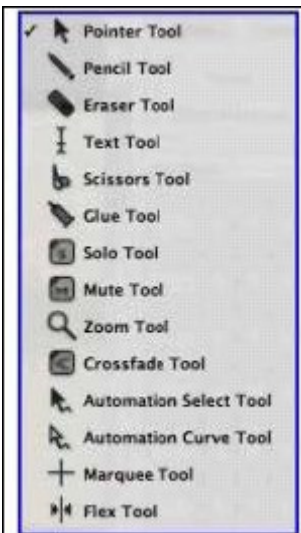 Pointer Tool
Pencil Tool
Eraser Tool
Text Tool
Scissors Tool
Glue Tool
Solo Tool
Mute Tool
Zoom Tool
Crossfade Tool
Automation Select Tool
Automation Curve Tool
Marquee Tool
Flex Tool